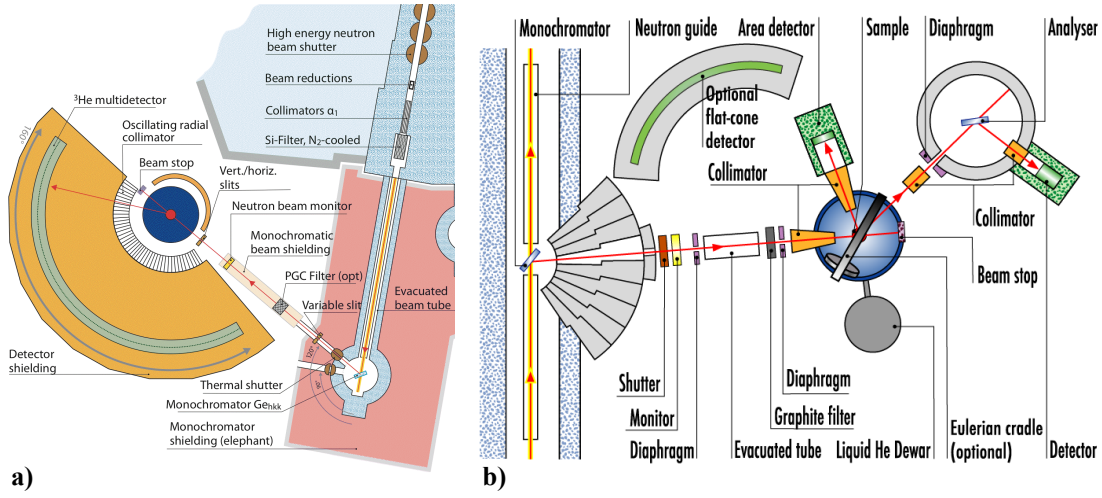 High energy neutron
beam shutter
Beam reductions
Collimators α₁
Si-Filter, N₂-cooled
³He multidetector
Oscillating radial
collimator
Beam stop
Vert./horiz.
slits
Neutron beam monitor
Monochromatic
beam shielding
PGC Filter (opt)
Variable slit
Evacuated
beam tube
160°
Detector
shielding
Thermal shutter
Monochromator Ge_hkk
Monochromator
shielding (elephant)
a)
Monochromator
Neutron guide
Area detector
Sample
Diaphragm
Analyser
Optional
flat-cone
detector
Collimator
Collimator
Beam stop
Shutter
Monitor
Diaphragm
Evacuated tube
Graphite filter
Diaphragm
Liquid He Dewar
Eulerian cradle
(optional)
Detector
b)